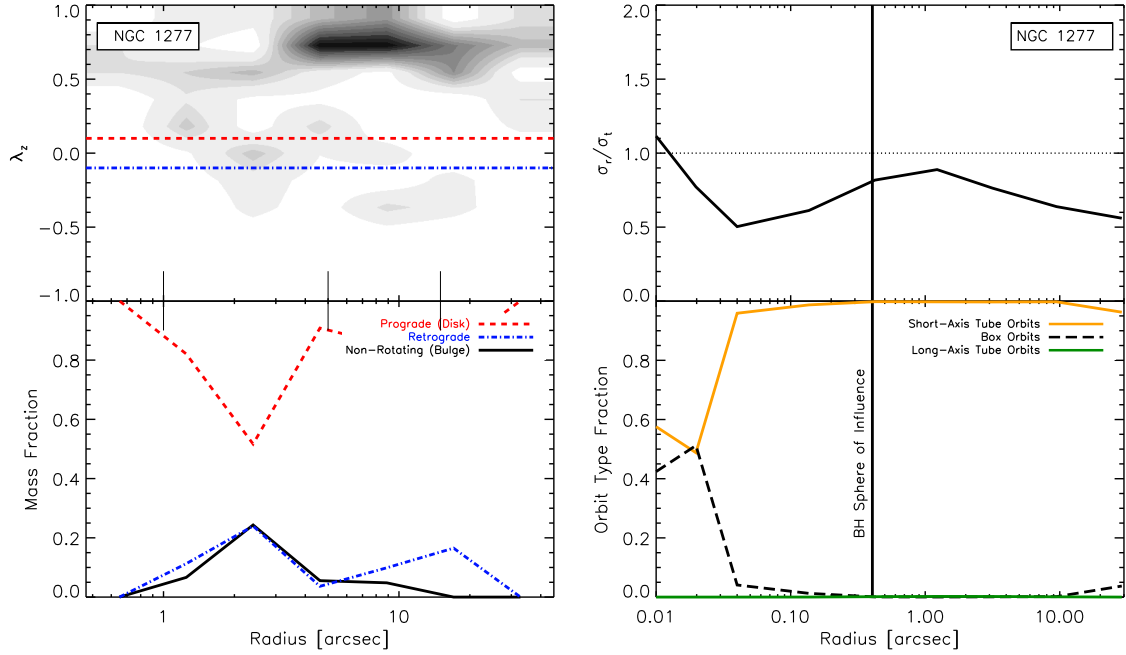 NGC 1277
1.0
0.5
0.0
−0.5
−1.0
λz
Prograde (Disk)
Retrograde
Non-Rotating (Bulge)
0.8
0.6
0.4
0.2
0.0
Mass Fraction
1
10
Radius [arcsec]
NGC 1277
2.0
1.5
1.0
0.5
0.0
σr/σt
Short-Axis Tube Orbits
Box Orbits
Long-Axis Tube Orbits
0.8
0.6
0.4
0.2
0.0
Orbit Type Fraction
BH Sphere of Influence
0.01
0.10
1.00
10.00
Radius [arcsec]